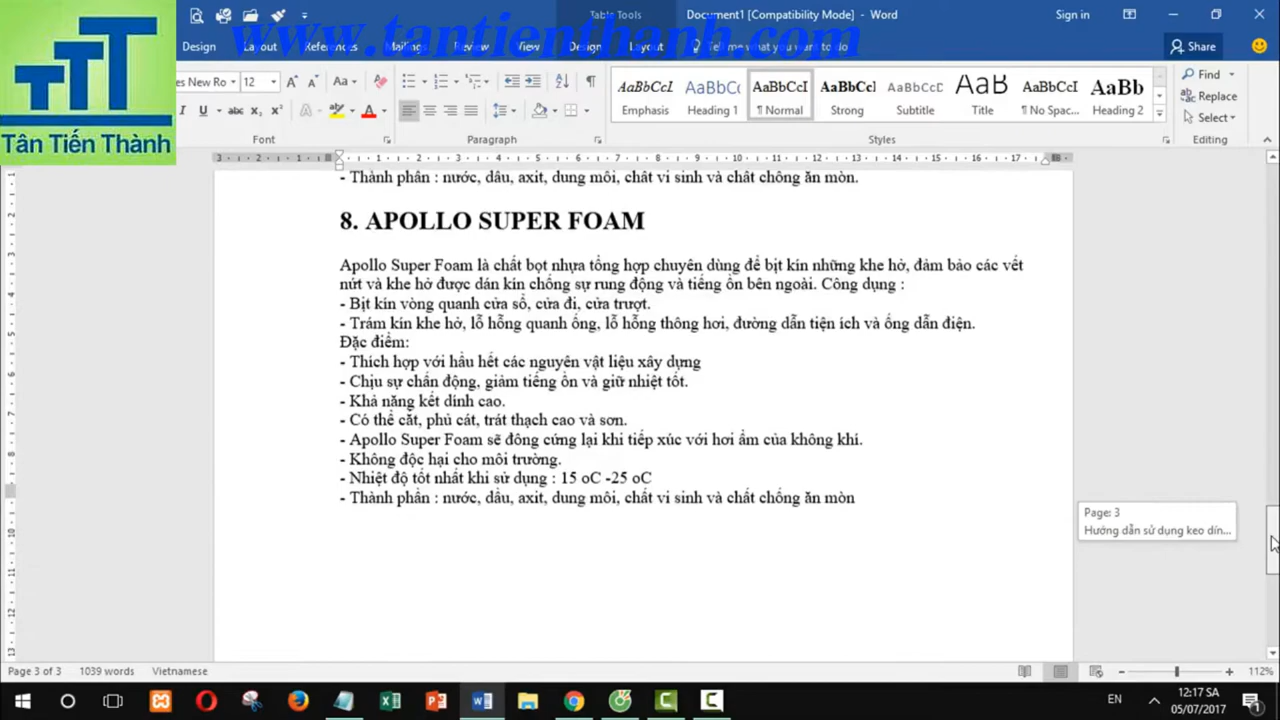 www.tantienthanh.com
Table Tools
Document1 [Compatibility Mode] - Word
Sign in
Design
Layout
References
Mailings
Review
View
Design
Layout
Tell me what you want to do
Share
TTT
Tân Tiến Thành
es New Ro
12
Aa
AaBbCcI
AaBbCc
AaBbCcI
AaBbCcI
AaBbCcD
AaB
AaBbCcI
AaBb
Find
Replace
Select
Emphasis
Heading 1
¶ Normal
Strong
Subtitle
Title
¶ No Spac...
Heading 2
Font
Paragraph
Styles
Editing
- Thành phần : nước, dầu, axit, dung môi, chất vi sinh và chất chống ăn mòn.
8. APOLLO SUPER FOAM
Apollo Super Foam là chất bọt nhựa tổng hợp chuyên dùng để bịt kín những khe hở, đảm bảo các vết
nứt và khe hở được dán kín chống sự rung động và tiếng ồn bên ngoài. Công dụng :
- Bịt kín vòng quanh cửa sổ, cửa đi, cửa trượt.
- Trám kín khe hở, lỗ hỗng quanh ống, lỗ hỗng thông hơi, đường dẫn tiện ích và ống dẫn điện.
Đặc điểm:
- Thích hợp với hầu hết các nguyên vật liệu xây dựng
- Chịu sự chấn động, giảm tiếng ồn và giữ nhiệt tốt.
- Khả năng kết dính cao.
- Có thể cắt, phủ cát, trát thạch cao và sơn.
- Apollo Super Foam sẽ đông cứng lại khi tiếp xúc với hơi ẩm của không khí.
- Không độc hại cho môi trường.
- Nhiệt độ tốt nhất khi sử dụng : 15 oC -25 oC
- Thành phần : nước, dầu, axit, dung môi, chất vi sinh và chất chống ăn mòn
Page: 3
Hướng dẫn sử dụng keo dín...
Page 3 of 3
1039 words
Vietnamese
112%
EN
12:17 SA
05/07/2017